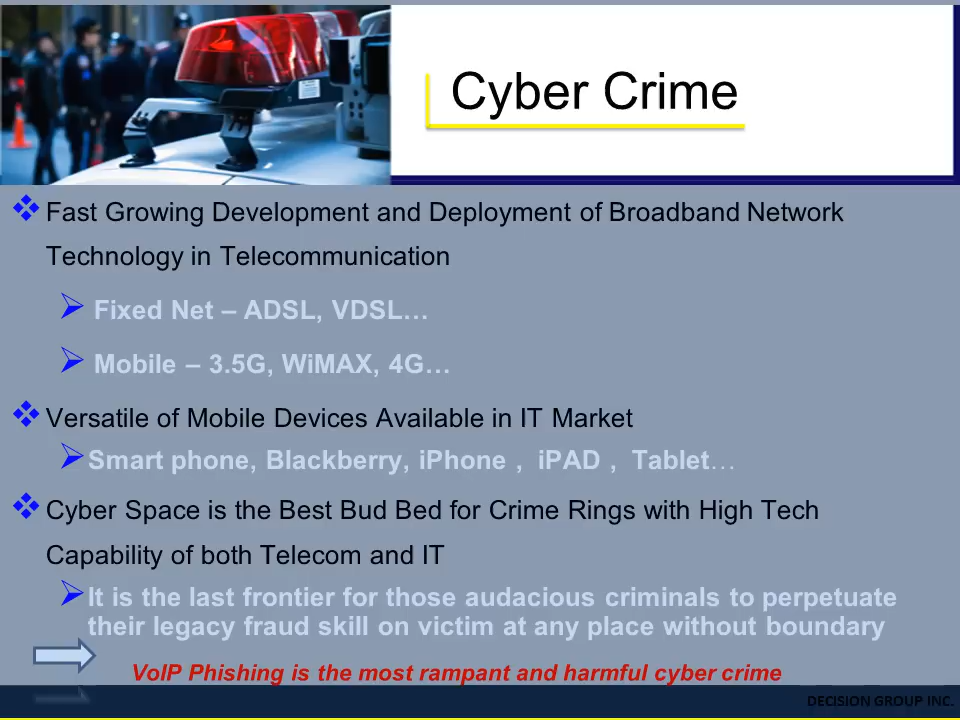 Cyber Crime
Fast Growing Development and Deployment of Broadband Network
Technology in Telecommunication
Fixed Net – ADSL, VDSL…
Mobile – 3.5G, WiMAX, 4G…
Versatile of Mobile Devices Available in IT Market
Smart phone, Blackberry, iPhone , iPAD , Tablet…
Cyber Space is the Best Bud Bed for Crime Rings with High Tech
Capability of both Telecom and IT
It is the last frontier for those audacious criminals to perpetuate
their legacy fraud skill on victim at any place without boundary
VoIP Phishing is the most rampant and harmful cyber crime
DECISION GROUP INC.